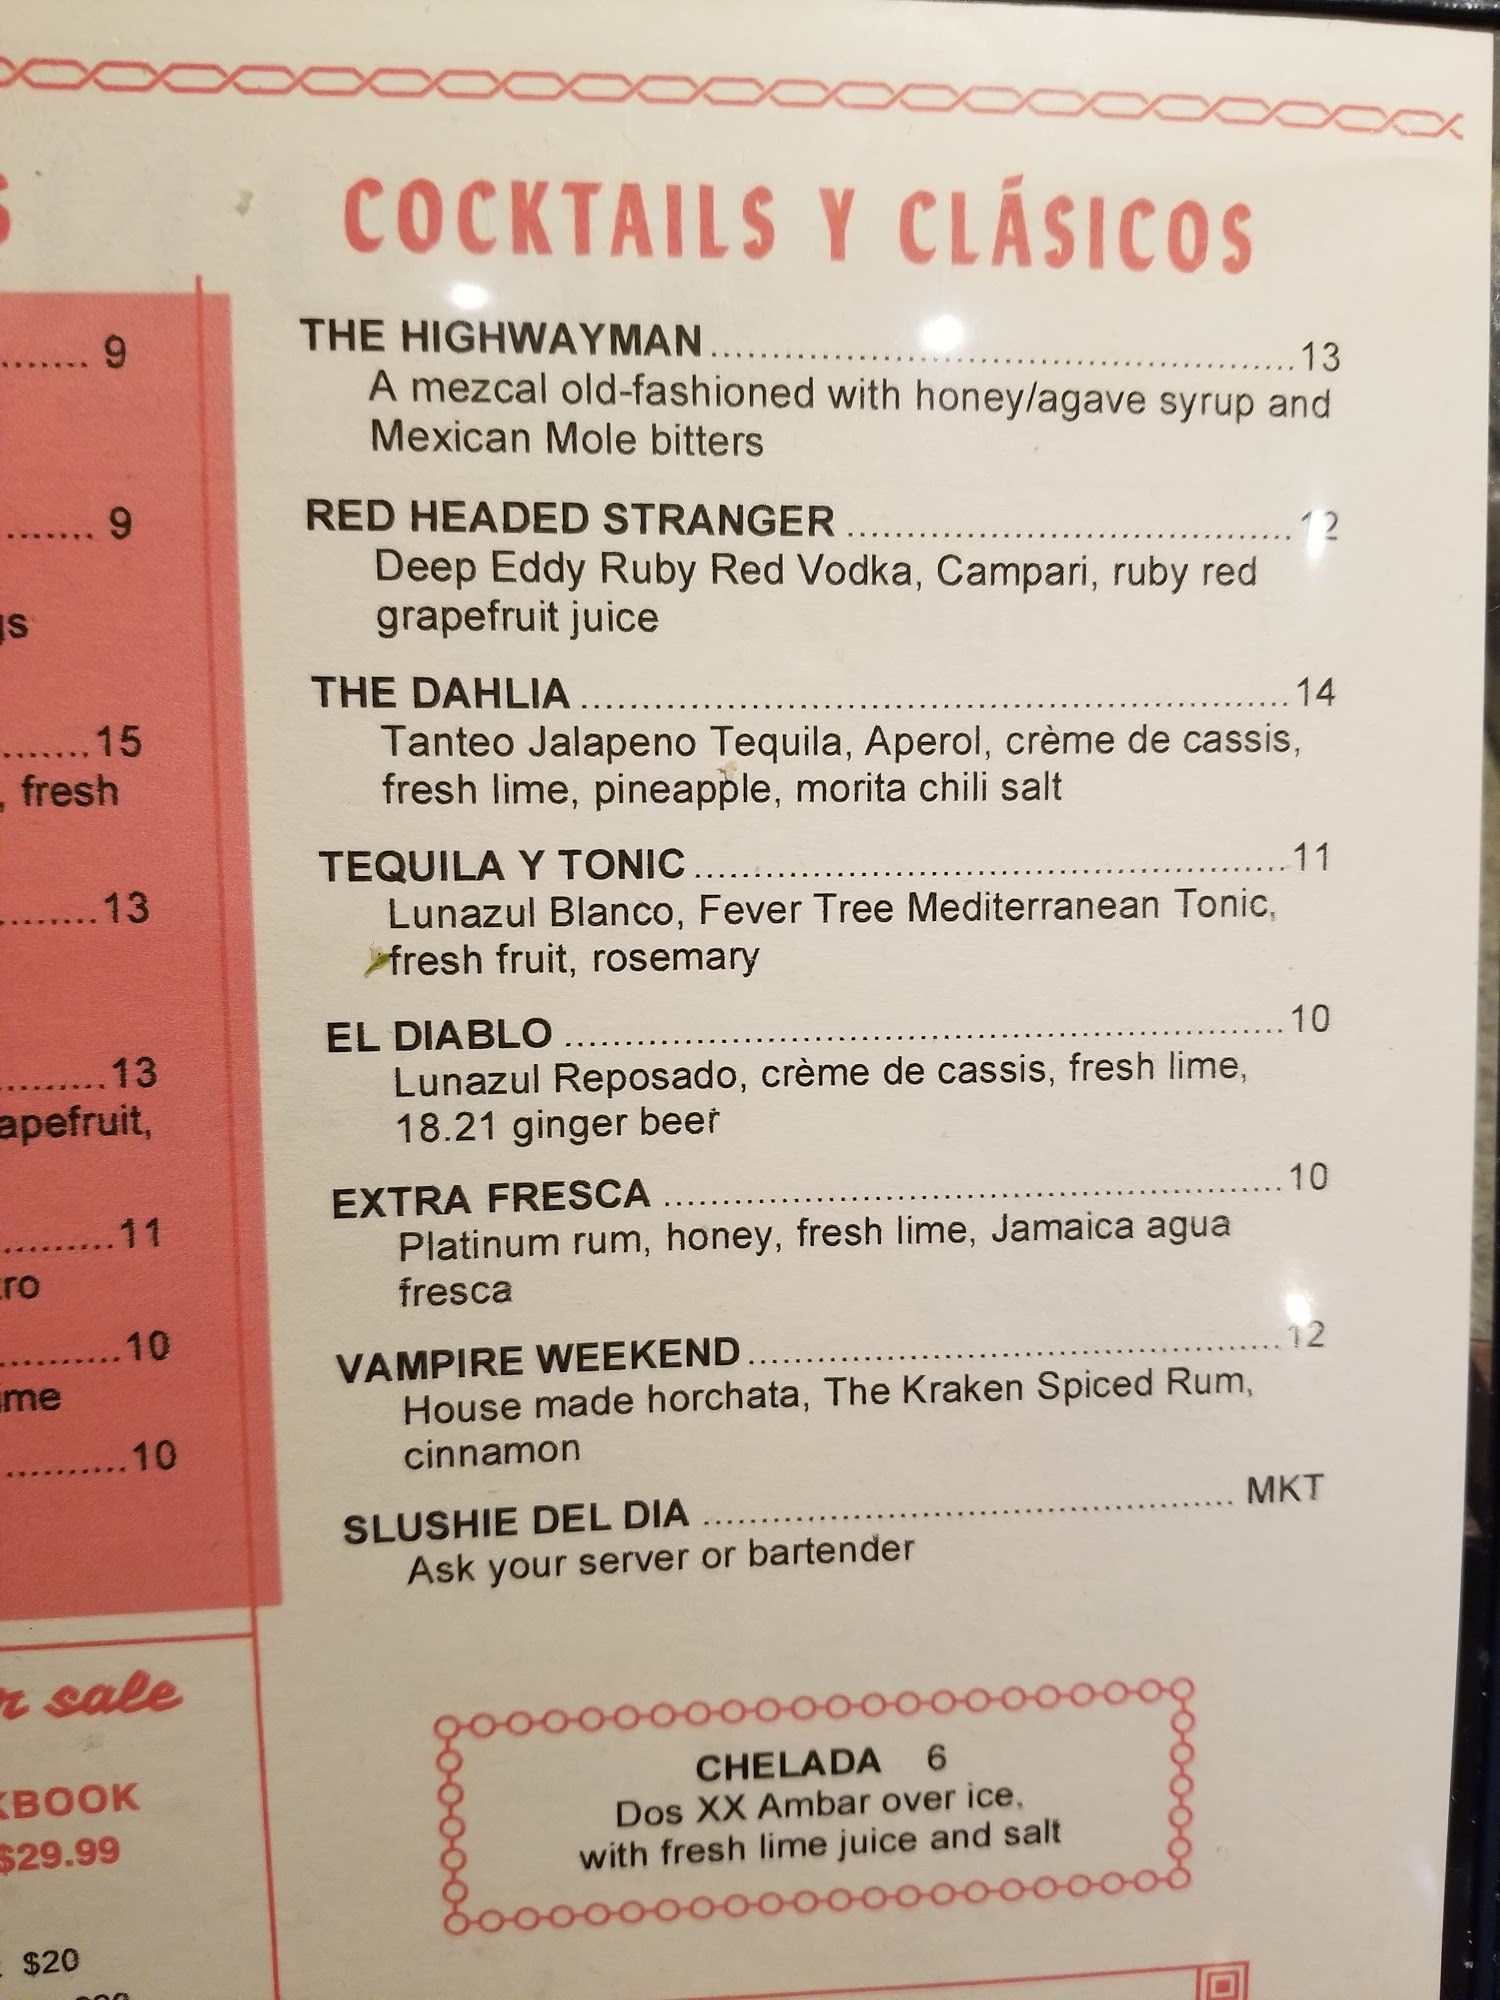 S
COCKTAILS Y CLÁSICOS
......... 9
......... 9
gs
.......15
, fresh
........13
.........13
apefruit,
..........11
tro
..........10
ime
..........10
THE HIGHWAYMAN..........13
A mezcal old-fashioned with honey/agave syrup and
Mexican Mole bitters
RED HEADED STRANGER .......... 12
Deep Eddy Ruby Red Vodka, Campari, ruby red
grapefruit juice
THE DAHLIA ..........14
Tanteo Jalapeno Tequila, Aperol, crème de cassis,
fresh lime, pineapple, morita chili salt
TEQUILA Y TONIC..........11
Lunazul Blanco, Fever Tree Mediterranean Tonic,
fresh fruit, rosemary
EL DIABLO ..........10
Lunazul Reposado, crème de cassis, fresh lime,
18.21 ginger beer
EXTRA FRESCA ..........10
Platinum rum, honey, fresh lime, Jamaica agua
fresca
VAMPIRE WEEKEND..........12
House made horchata, The Kraken Spiced Rum,
cinnamon
SLUSHIE DEL DIA .......... MKT
Ask your server or bartender
r sale
KBOOK
$29.99
$20
CHELADA 6
Dos XX Ambar over ice,
with fresh lime juice and salt